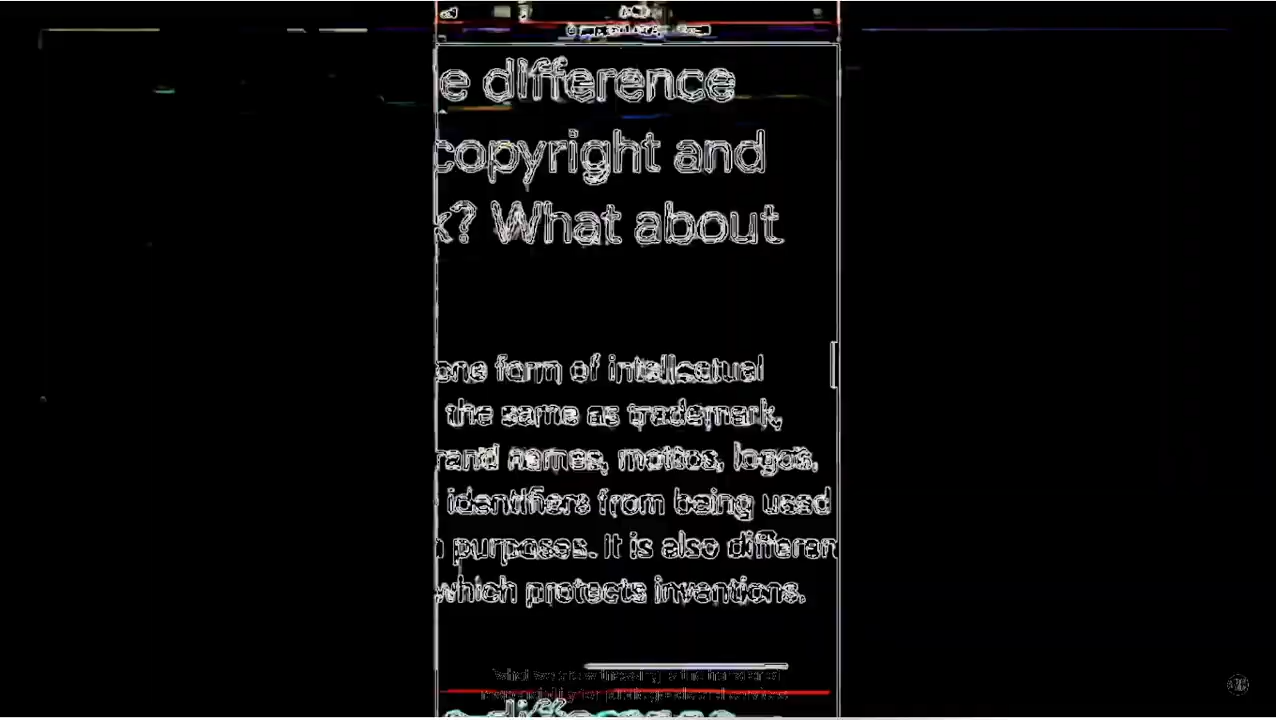 e difference
copyright and
k? What about
one form of intellectual
the same as trademark,
rand names, mottos, logos,
identifiers from being used
purposes. It is also differen
which protects inventions.